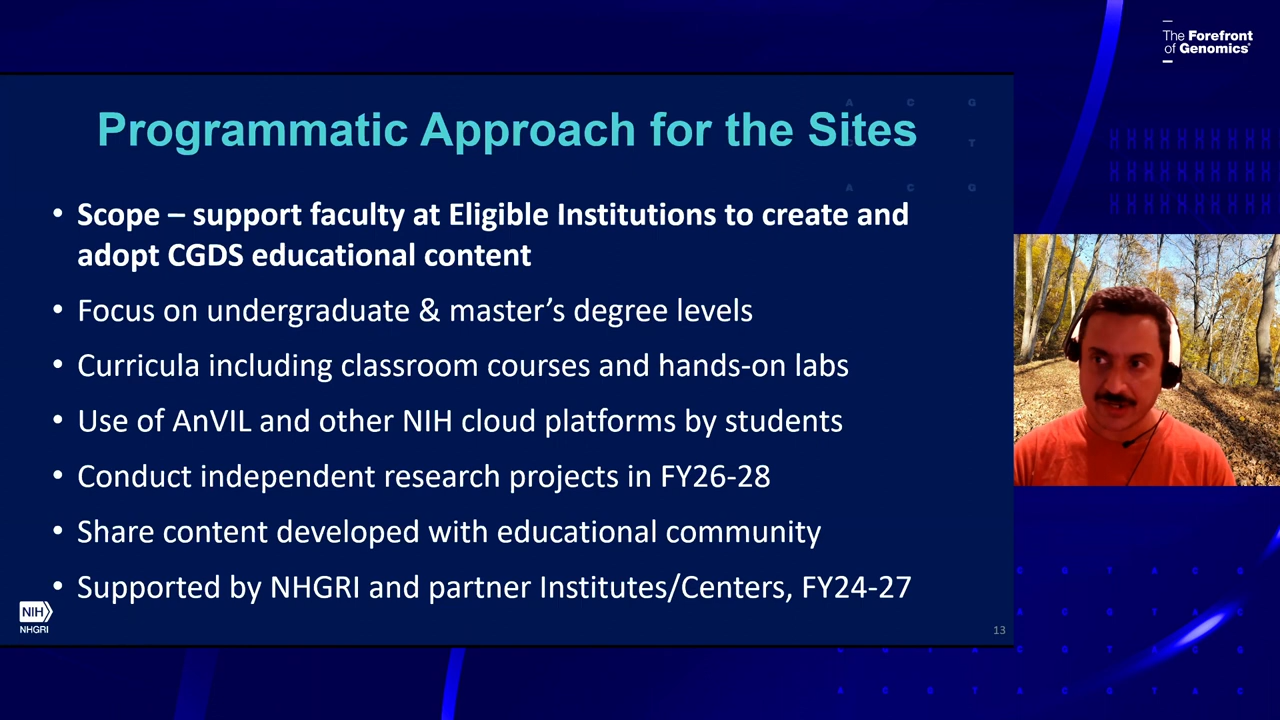 The Forefront
of Genomics®
Programmatic Approach for the Sites
• Scope – support faculty at Eligible Institutions to create and
adopt CGDS educational content
• Focus on undergraduate & master’s degree levels
• Curricula including classroom courses and hands-on labs
• Use of AnVIL and other NIH cloud platforms by students
• Conduct independent research projects in FY26-28
• Share content developed with educational community
• Supported by NHGRI and partner Institutes/Centers, FY24-27
NIH
NHGRI
13